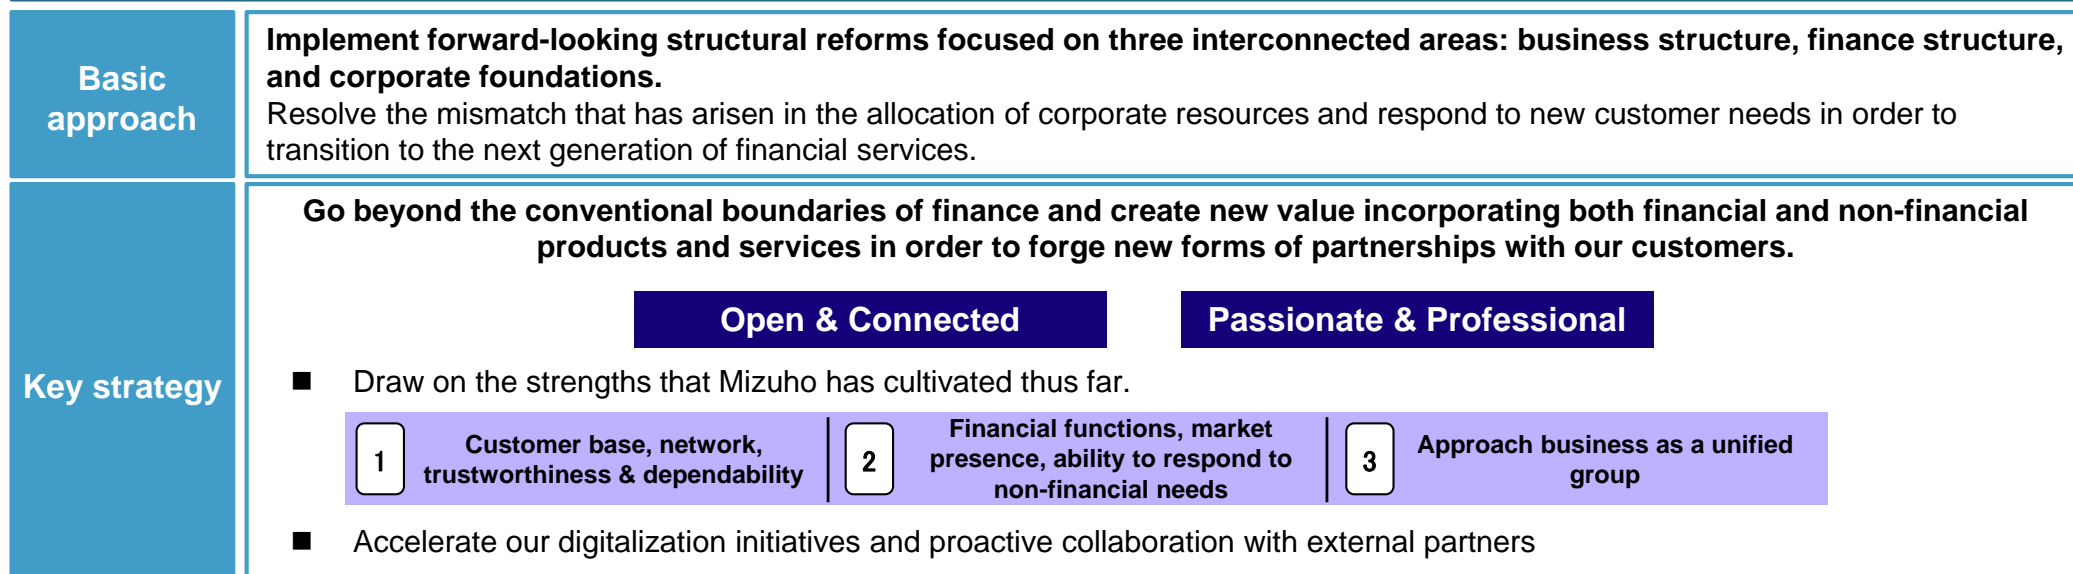 Basic
approach
Implement forward-looking structural reforms focused on three interconnected areas: business structure, finance structure,
and corporate foundations.
Resolve the mismatch that has arisen in the allocation of corporate resources and respond to new customer needs in order to
transition to the next generation of financial services.
Key strategy
Go beyond the conventional boundaries of finance and create new value incorporating both financial and non-financial
products and services in order to forge new forms of partnerships with our customers.
Open & Connected
Passionate & Professional
■ Draw on the strengths that Mizuho has cultivated thus far.
1
Customer base, network,
trustworthiness & dependability
2
Financial functions, market
presence, ability to respond to
non-financial needs
3
Approach business as a unified
group
■ Accelerate our digitalization initiatives and proactive collaboration with external partners